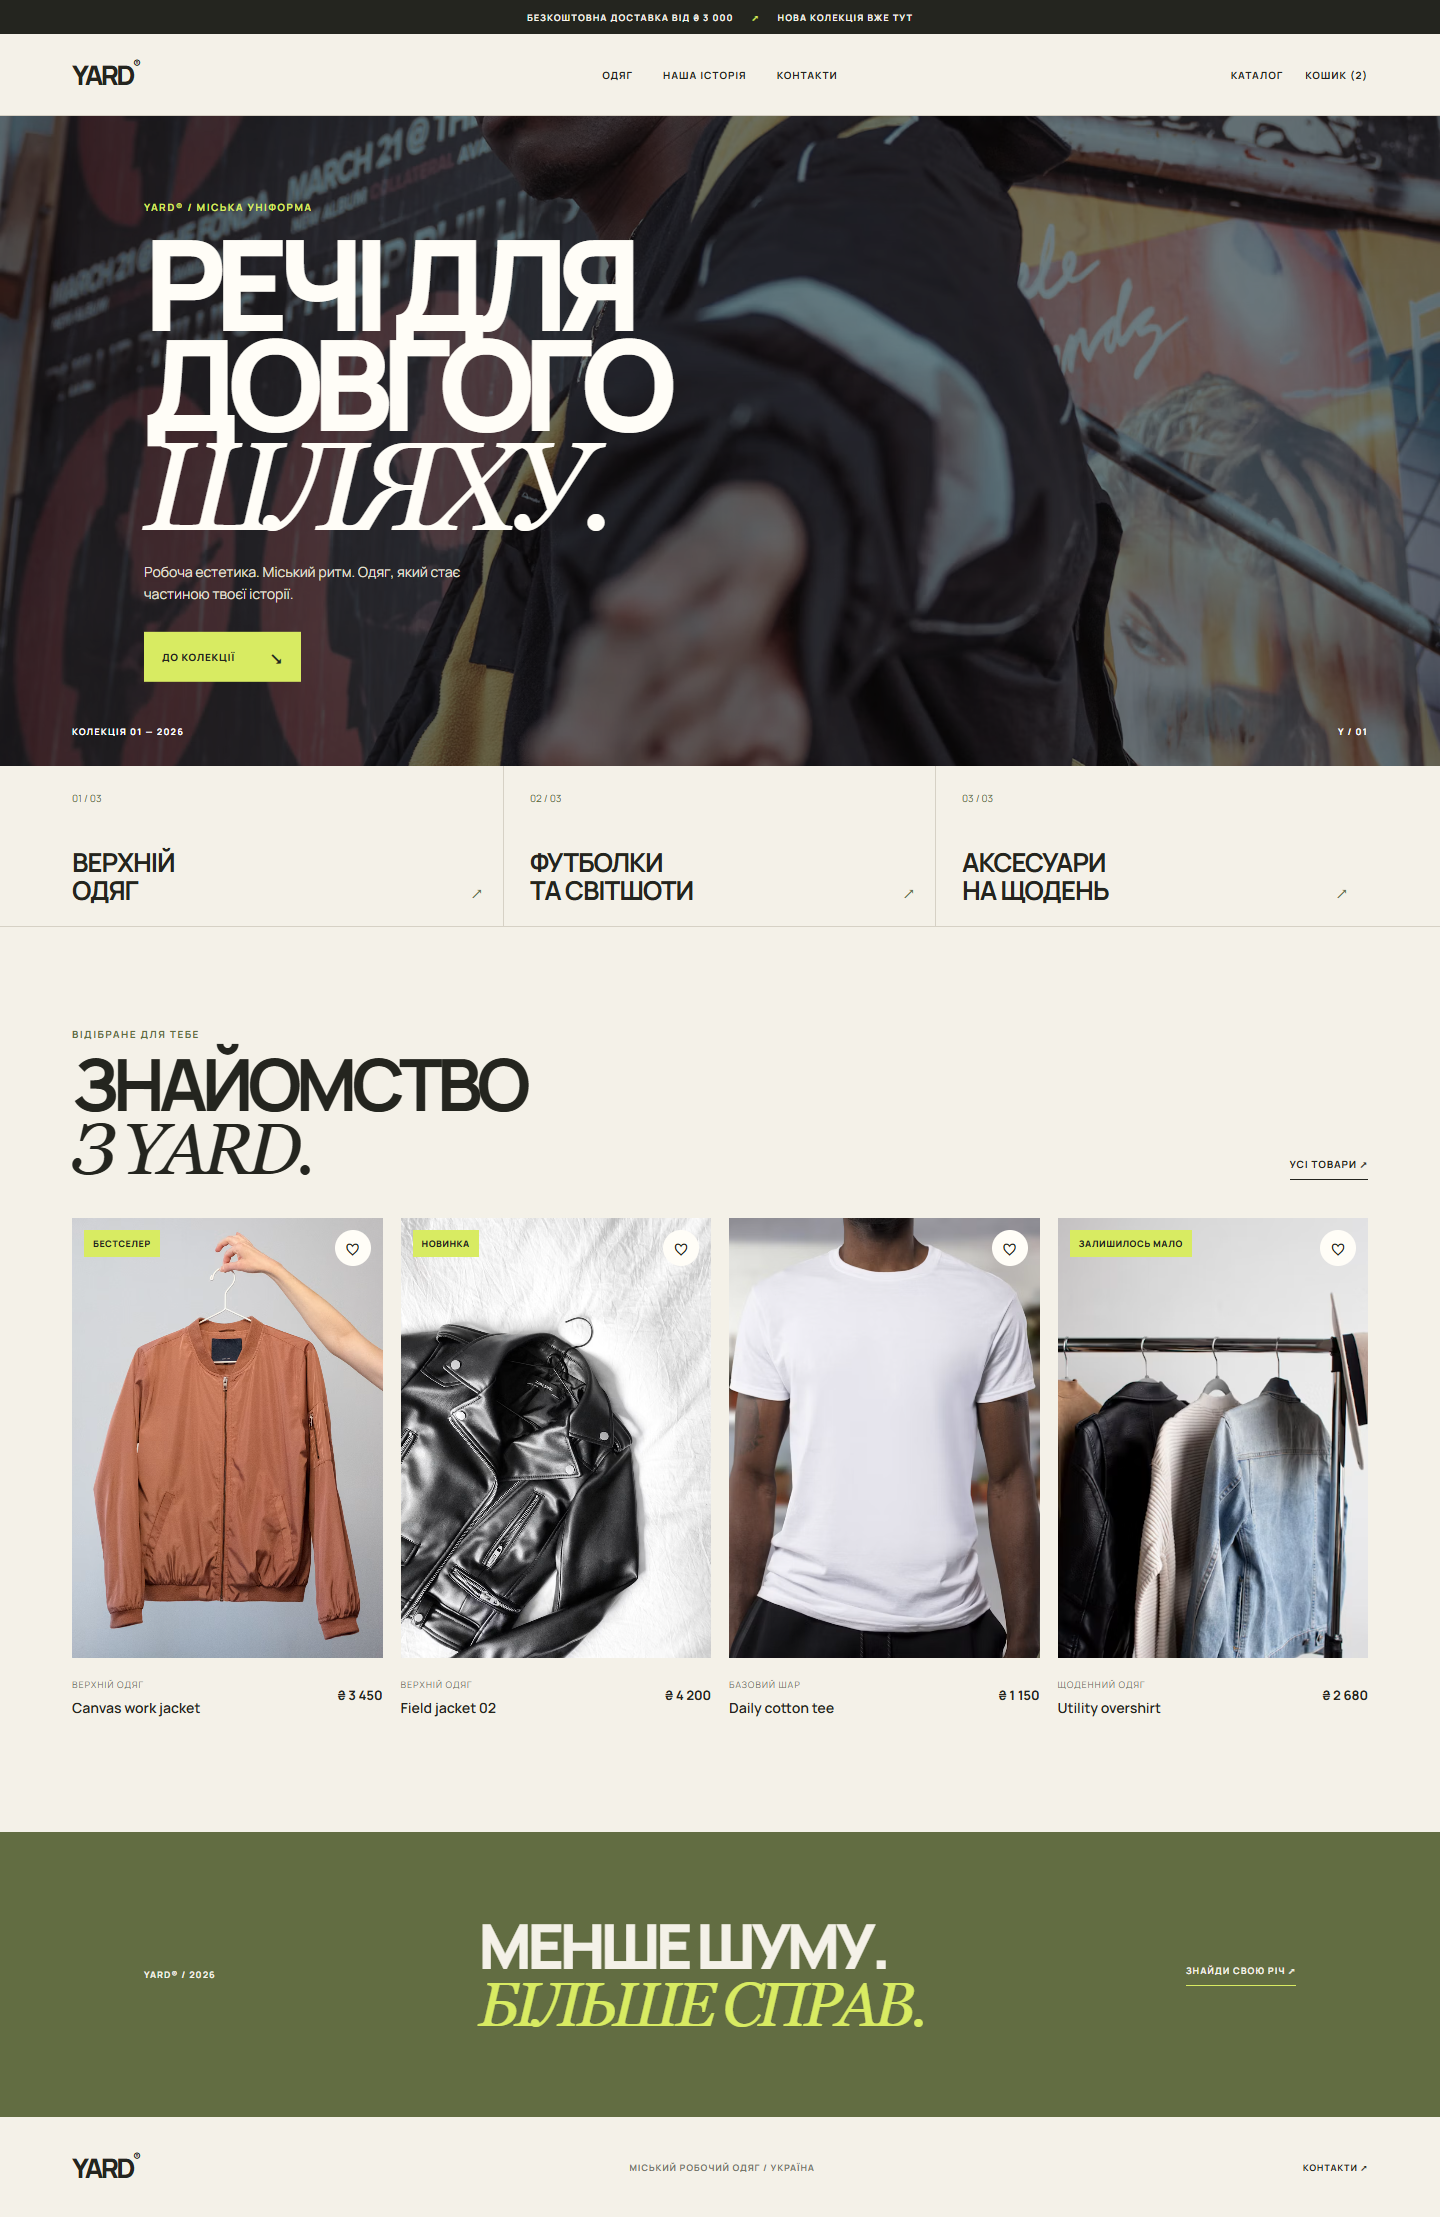 БЕЗКОШТОВНА ДОСТАВКА ВІД ₴ 3 000 ↗ НОВА КОЛЕКЦІЯ ВЖЕ ТУТ
YARD®
ОДЯГ НАША ІСТОРІЯ КОНТАКТИ
КАТАЛОГ КОШИК (2)
MARCH 21 @ TH
YARD® / МІСЬКА УНІФОРМА
РЕЧІ ДЛЯ
ДОВГОГО
ШЛЯХУ.
Робоча естетика. Міський ритм. Одяг, який стає
частиною твоєї історії.
ДО КОЛЕКЦІЇ ↘
КОЛЕКЦІЯ 01 — 2026
Y / 01
01 / 03
ВЕРХНІЙ
ОДЯГ ↗
02 / 03
ФУТБОЛКИ
ТА СВІТШОТИ ↗
03 / 03
АКСЕСУАРИ
НА ЩОДЕНЬ ↗
ВІДІБРАНЕ ДЛЯ ТЕБЕ
ЗНАЙОМСТВО
З YARD.
УСІ ТОВАРИ ↗
БЕСТСЕЛЕР
НОВИНКА
ЗАЛИШИЛОСЬ МАЛО
ВЕРХНІЙ ОДЯГ
Canvas work jacket
₴ 3 450
ВЕРХНІЙ ОДЯГ
Field jacket 02
₴ 4 200
БАЗОВИЙ ШАР
Daily cotton tee
₴ 1 150
ЩОДЕННИЙ ОДЯГ
Utility overshirt
₴ 2 680
YARD® / 2026
МЕНШЕ ШУМУ.
БІЛЬШЕ СПРАВ.
ЗНАЙДИ СВОЮ РІЧ ↗
YARD®
МІСЬКИЙ РОБОЧИЙ ОДЯГ / УКРАЇНА
КОНТАКТИ ↗